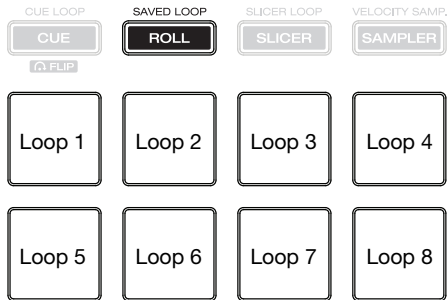 CUE LOOP SAVED LOOP SLICER LOOP VELOCITY SAMP.
CUE ROLL SLICER SAMPLER
FLIP
Loop 1 Loop 2 Loop 3 Loop 4
Loop 5 Loop 6 Loop 7 Loop 8